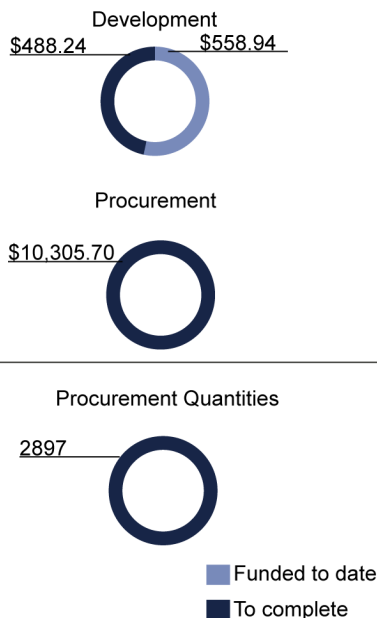 Development
$488.24
$558.94
Procurement
$10,305.70
Procurement Quantities
2897
Funded to date
To complete